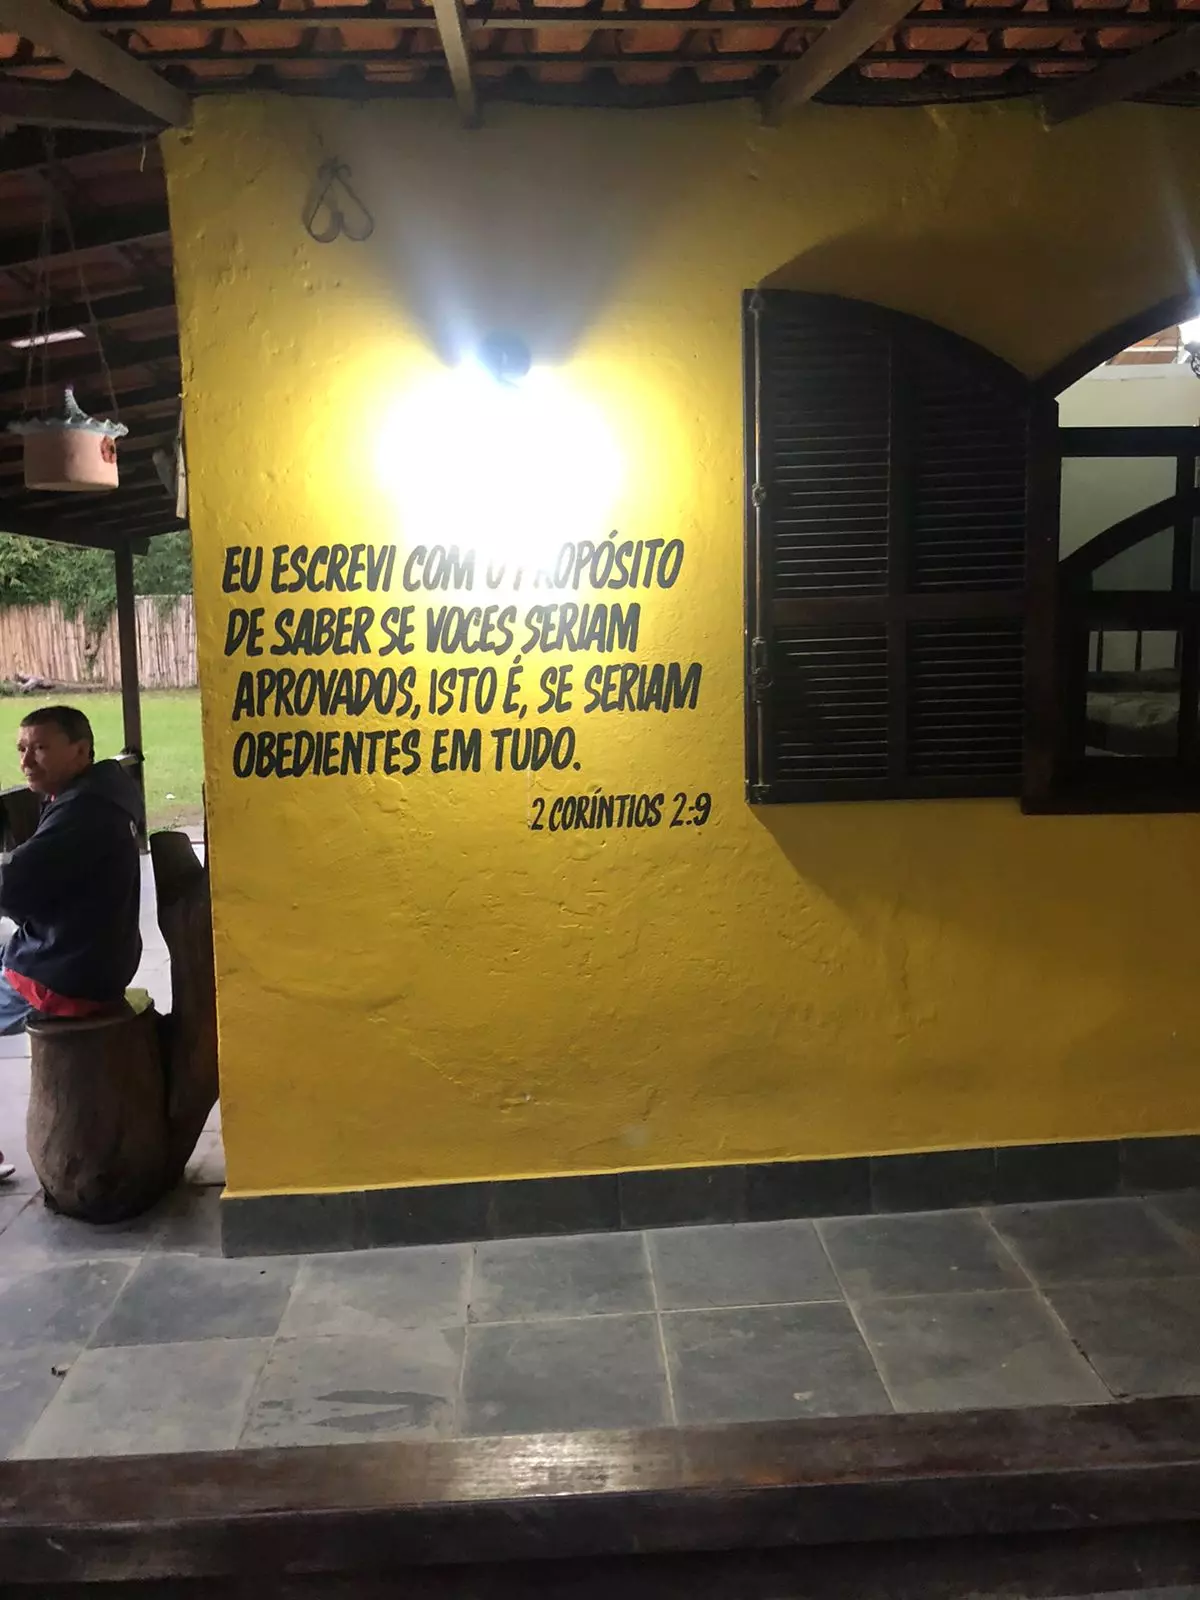 EU ESCREVI COM O PROPÓSITO
DE SABER SE VOCES SERIAM
APROVADOS, ISTO É, SE SERIAM
OBEDIENTES EM TUDO.
2 CORÍNTIOS 2:9